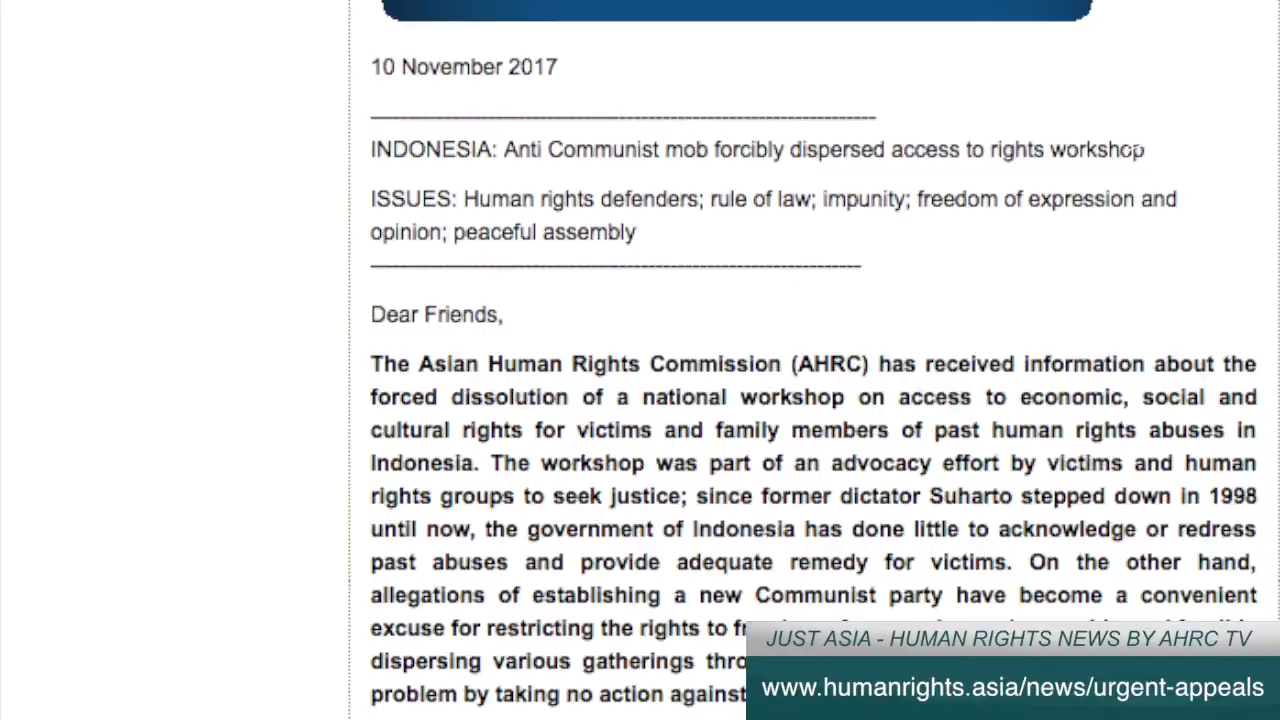 10 November 2017
INDONESIA: Anti Communist mob forcibly dispersed access to rights workshop
ISSUES: Human rights defenders; rule of law; impunity; freedom of expression and
opinion; peaceful assembly
Dear Friends,
The Asian Human Rights Commission (AHRC) has received information about the
forced dissolution of a national workshop on access to economic, social and
cultural rights for victims and family members of past human rights abuses in
Indonesia. The workshop was part of an advocacy effort by victims and human
rights groups to seek justice; since former dictator Suharto stepped down in 1998
until now, the government of Indonesia has done little to acknowledge or redress
past abuses and provide adequate remedy for victims. On the other hand,
allegations of establishing a new Communist party have become a convenient
excuse for restricting the rights to
dispersing various gatherings
problem by taking no action against
JUST ASIA - HUMAN RIGHTS NEWS BY AHRC TV
www.humanrights.asia/news/urgent-appeals